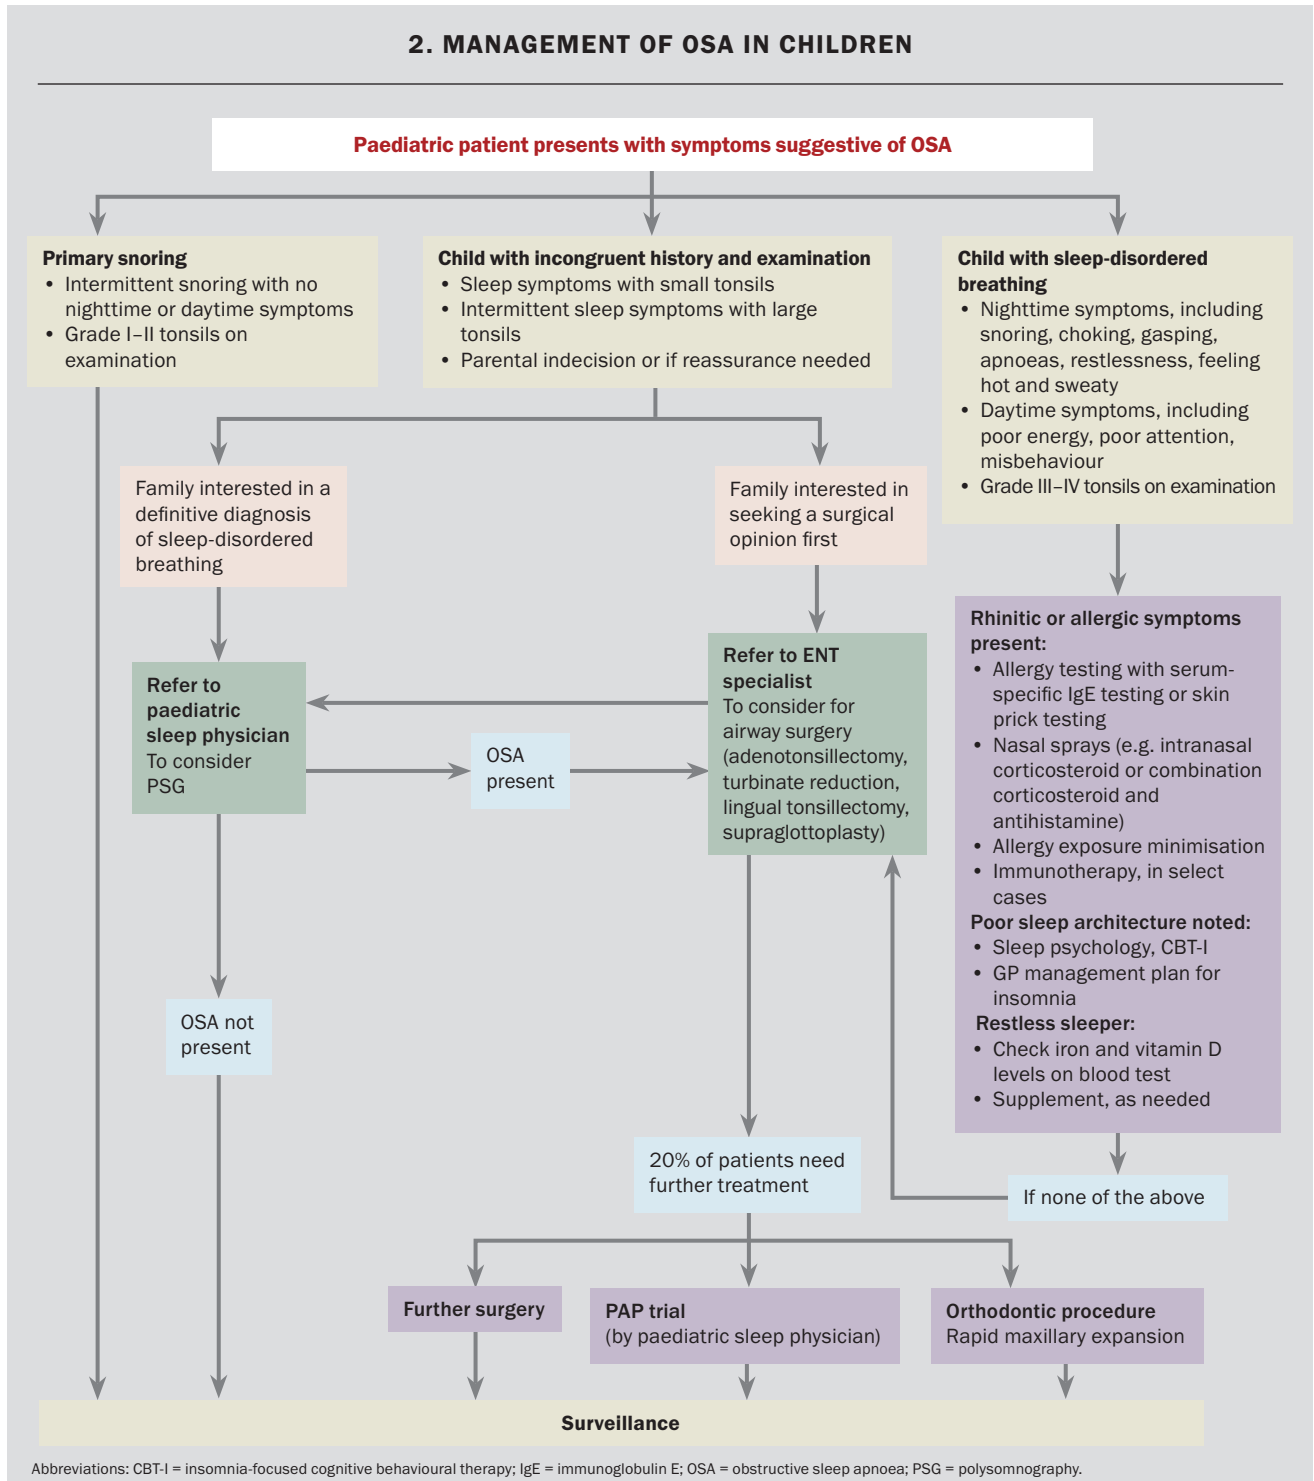 2. MANAGEMENT OF OSA IN CHILDREN
Paediatric patient presents with symptoms suggestive of OSA
Primary snoring
• Intermittent snoring with no
nighttime or daytime symptoms
• Grade I–II tonsils on
examination
Child with incongruent history and examination
• Sleep symptoms with small tonsils
• Intermittent sleep symptoms with large
tonsils
• Parental indecision or if reassurance needed
Child with sleep-disordered
breathing
• Nighttime symptoms, including
snoring, choking, gasping,
apnoeas, restlessness, feeling
hot and sweaty
• Daytime symptoms, including
poor energy, poor attention,
misbehaviour
• Grade III–IV tonsils on examination
Family interested in a
definitive diagnosis
of sleep-disordered
breathing
Family interested in
seeking a surgical
opinion first
Refer to
paediatric
sleep physician
To consider
PSG
OSA
present
Refer to ENT
specialist
To consider for
airway surgery
(adenotonsillectomy,
turbinate reduction,
lingual tonsillectomy,
supraglottoplasty)
Rhinitic or allergic symptoms
present:
• Allergy testing with serum-
specific IgE testing or skin
prick testing
• Nasal sprays (e.g. intranasal
corticosteroid or combination
corticosteroid and
antihistamine)
• Allergy exposure minimisation
• Immunotherapy, in select
cases
Poor sleep architecture noted:
• Sleep psychology, CBT-I
• GP management plan for
insomnia
Restless sleeper:
• Check iron and vitamin D
levels on blood test
• Supplement, as needed
OSA not
present
20% of patients need
further treatment
If none of the above
Further surgery
PAP trial
(by paediatric sleep physician)
Orthodontic procedure
Rapid maxillary expansion
Surveillance
Abbreviations: CBT-I = insomnia-focused cognitive behavioural therapy; IgE = immunoglobulin E; OSA = obstructive sleep apnoea; PSG = polysomnography.